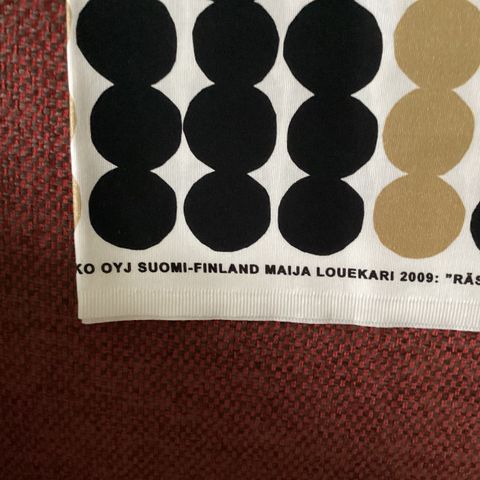 KO OYJ SUOMI-FINLAND MAIJA LOUEKARI 2009: "RÄS